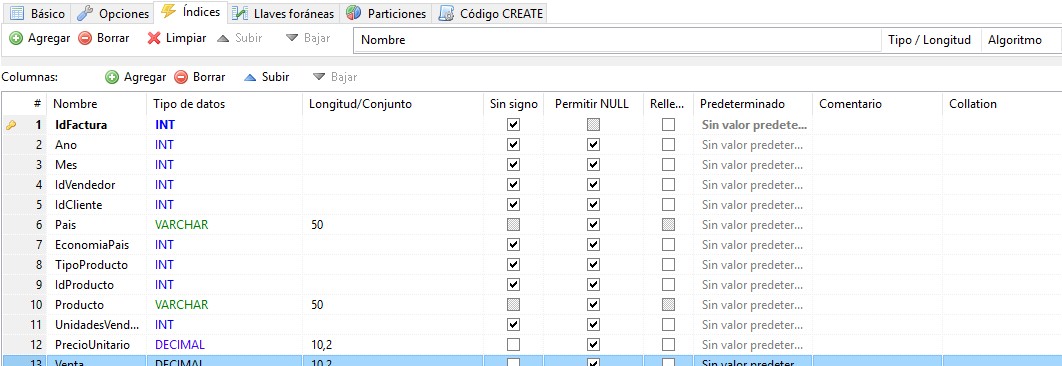 Básico Opciones Índices Llaves foráneas Particiones Código CREATE
Agregar Borrar Limpiar Subir Bajar Nombre Tipo / Longitud Algoritmo
Columnas: Agregar Borrar Subir Bajar
# Nombre Tipo de datos Longitud/Conjunto Sin signo Permitir NULL Relle... Predeterminado Comentario Collation
1 IdFactura INT Sin valor predete...
2 Ano INT Sin valor predeter...
3 Mes INT Sin valor predeter...
4 IdVendedor INT Sin valor predeter...
5 IdCliente INT Sin valor predeter...
6 Pais VARCHAR 50 Sin valor predeter...
7 EconomiaPais INT Sin valor predeter...
8 TipoProducto INT Sin valor predeter...
9 IdProducto INT Sin valor predeter...
10 Producto VARCHAR 50 Sin valor predeter...
11 UnidadesVend... INT Sin valor predeter...
12 PrecioUnitario DECIMAL 10,2 Sin valor predeter...
13 Venta DECIMAL 10,2 Sin valor predeter...